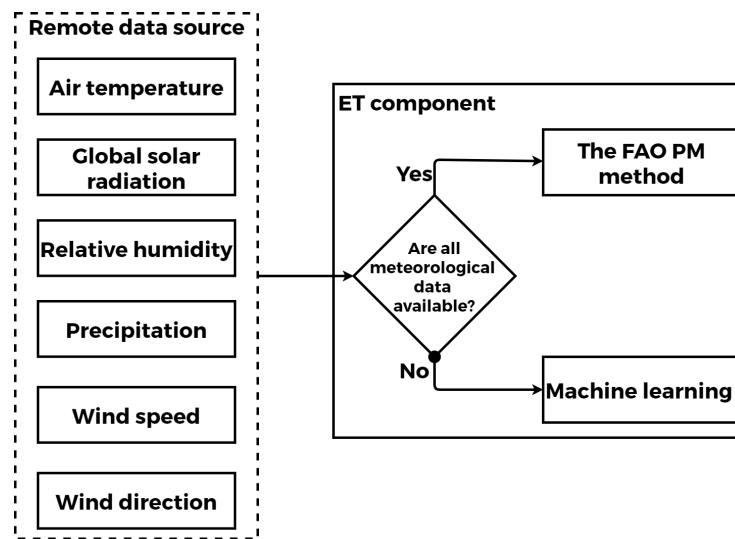 Remote data source
Air temperature
Global solar
radiation
Relative humidity
Precipitation
Wind speed
Wind direction
ET component
Yes
Are all
meteorological
data
available?
No
The FAO PM
method
Machine learning